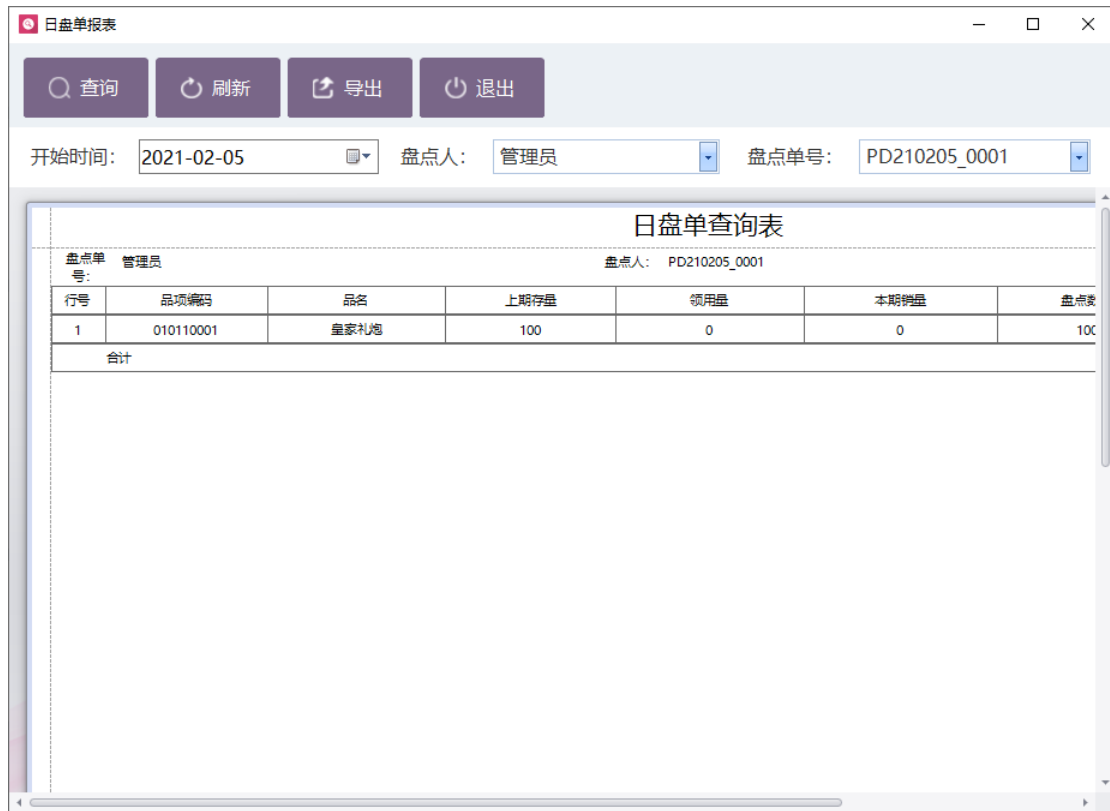 日盘单报表
查询 刷新 导出 退出
开始时间: 2021-02-05 盘点人: 管理员 盘点单号: PD210205_0001
日盘单查询表
盘点单号: 管理员 盘点人: PD210205_0001
行号 品项编码 品名 上期存量 领用量 本期销量 盘点数
1 010110001 皇家礼炮 100 0 0 100
合计